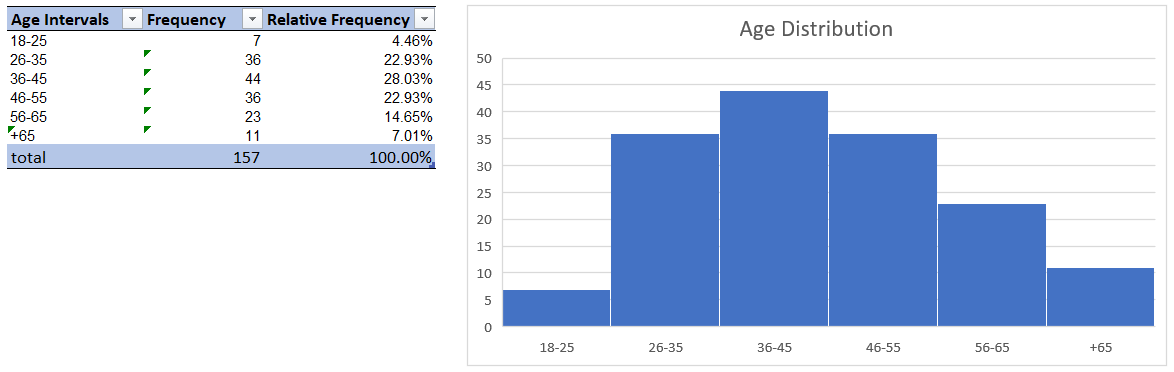 Age Intervals Frequency Relative Frequency
18-25 7 4.46%
26-35 36 22.93%
36-45 44 28.03%
46-55 36 22.93%
56-65 23 14.65%
+65 11 7.01%
total 157 100.00%
Age Distribution
50
45
40
35
30
25
20
15
10
5
0
18-25 26-35 36-45 46-55 56-65 +65